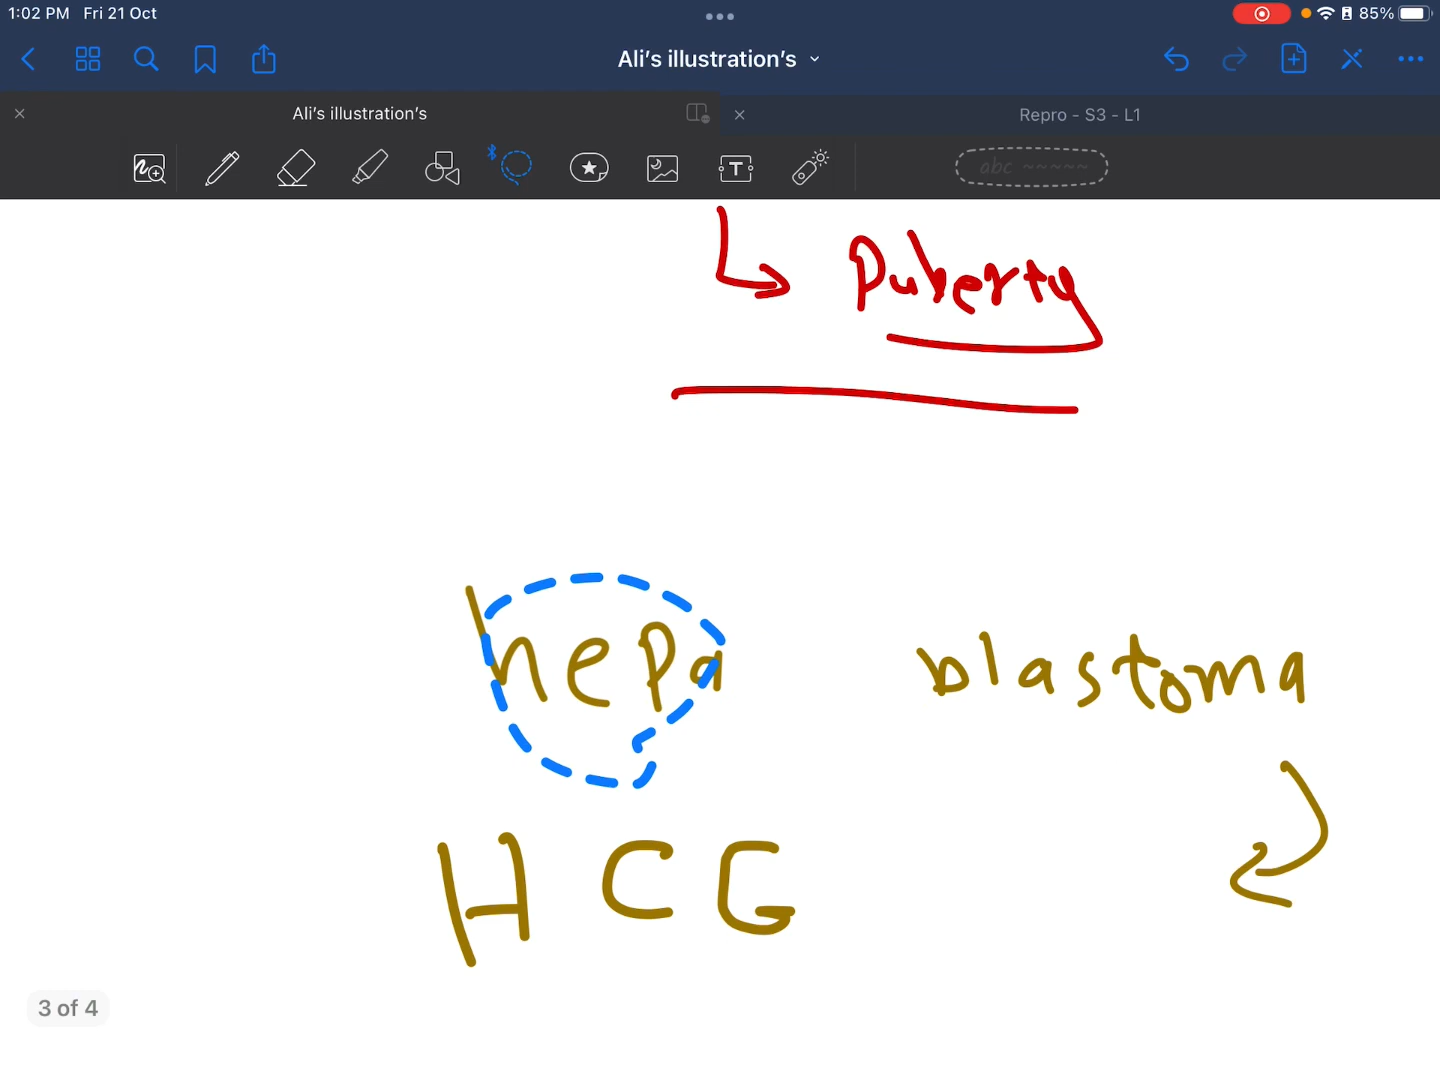 1:02 PM Fri 21 Oct 85%
Ali's illustration's
Ali's illustration's Repro - S3 - L1
abc
T
Puberty
hepa blastoma
HCG
3 of 4